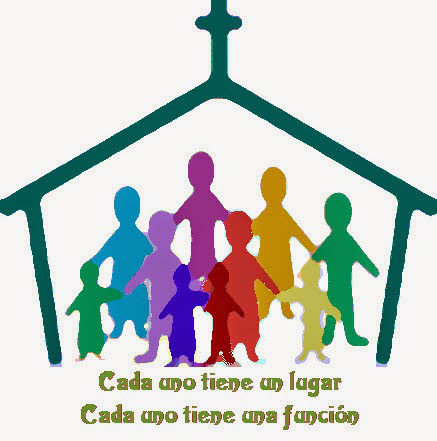 Cada uno tiene un lugar
Cada uno tiene una función